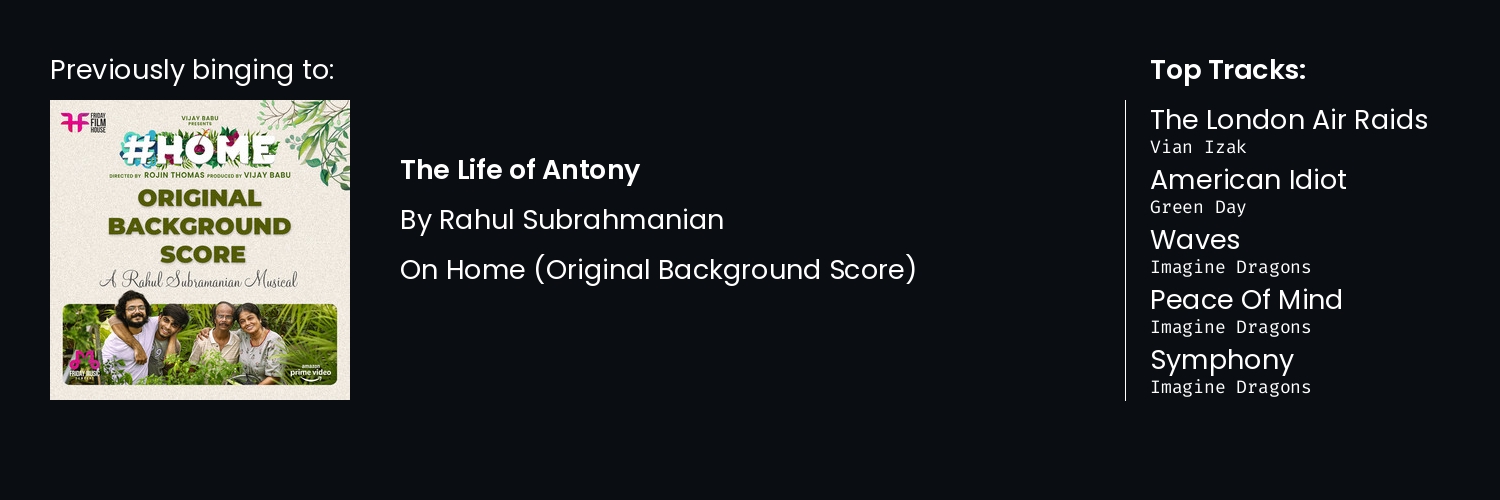 Previously binging to:
FRIDAY
FILM
HOUSE
VIJAY BABU
PRESENTS
#HOME
DIRECTED BY ROJIN THOMAS PRODUCED BY VIJAY BABU
ORIGINAL
BACKGROUND
SCORE
A Rahul Subramanian Musical
FRIDAY MUSIC
amazon
prime video
The Life of Antony
By Rahul Subrahmanian
On Home (Original Background Score)
Top Tracks:
The London Air Raids
Vian Izak
American Idiot
Green Day
Waves
Imagine Dragons
Peace Of Mind
Imagine Dragons
Symphony
Imagine Dragons